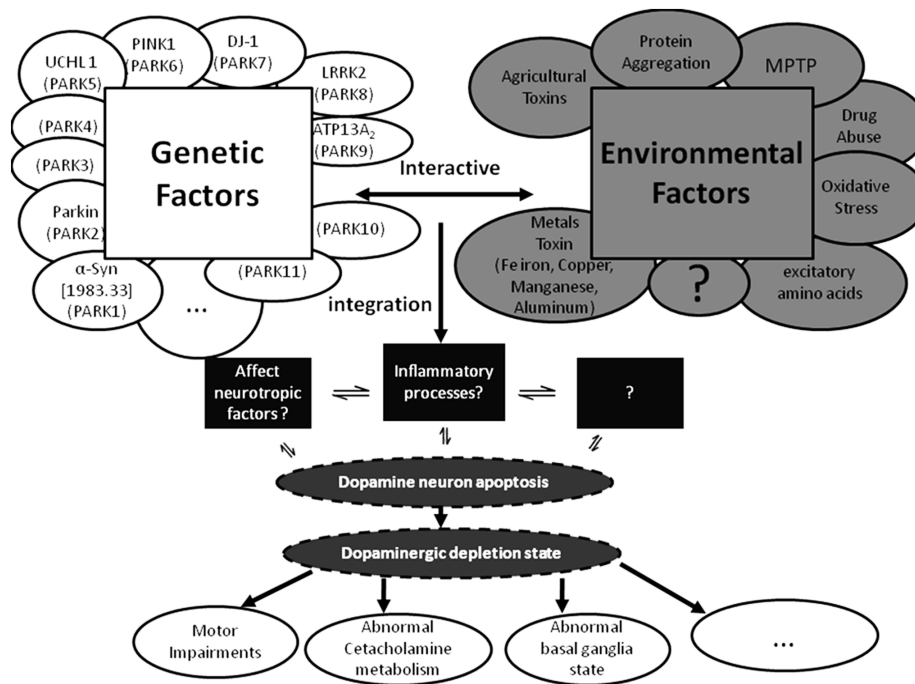 PINK1
(PARK6)
DJ-1
(PARK7)
UCHL1
(PARK5)
LRRK2
(PARK8)
(PARK4)
ATP13A₂
(PARK9)
(PARK3)
Parkin
(PARK2)
(PARK10)
α-Syn
[1983.33]
(PARK1)
(PARK11)
...
Genetic
Factors
Interactive
integration
Protein
Aggregation
Agricultural
Toxins
MPTP
Drug
Abuse
Environmental
Factors
Oxidative
Stress
Metals
Toxin
(Fe iron, Copper,
Manganese,
Aluminum)
?
excitatory
amino acids
Affect
neurotropic
factors ?
Inflammatory
processes?
?
Dopamine neuron apoptosis
Dopaminergic depletion state
Motor
Impairments
Abnormal
Cetacholamine
metabolism
Abnormal
basal ganglia
state
...